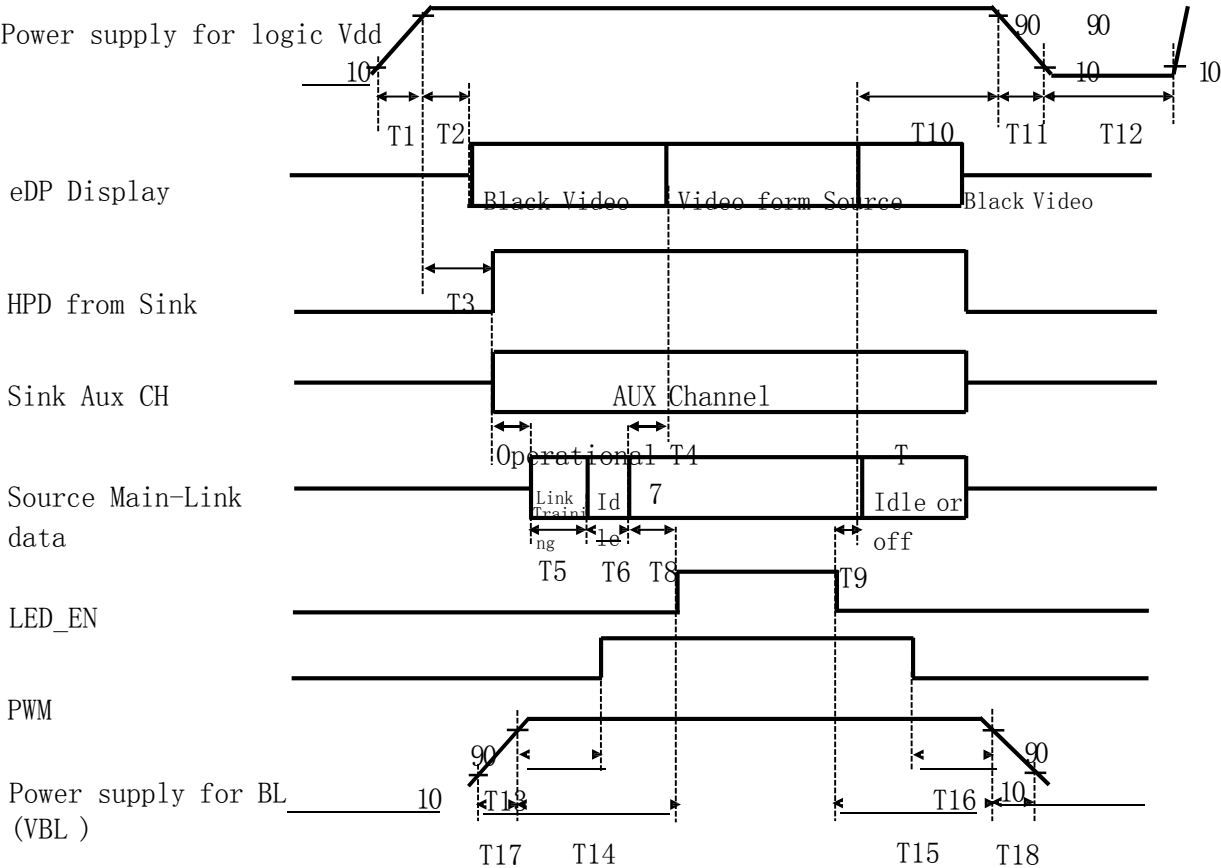 Power supply for logic Vdd
90 90
10 10 10
T1 T2 T10 T11 T12
eDP Display
Black Video Video form Source Black Video
HPD from Sink
T3
Sink Aux CH
AUX Channel
Operational T4 T
Source Main-Link
data
Link
Traini
ng
Id
le
7
Idle or
off
T5 T6 T8 T9
LED_EN
PWM
90 90
Power supply for BL
(VBL )
10 T13 T16 10
T17 T14 T15 T18